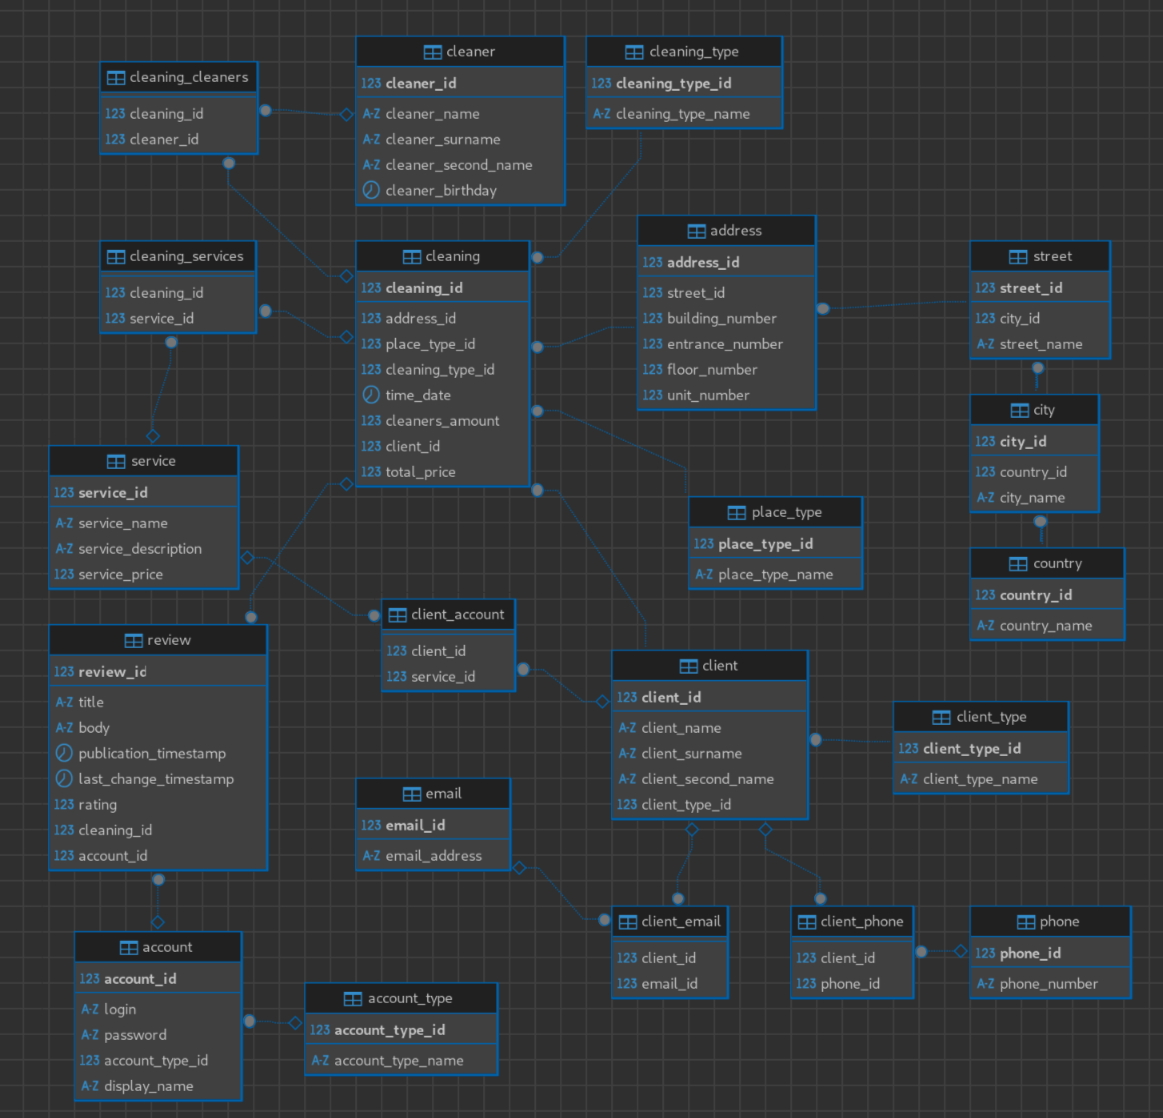 cleaning_cleaners
123 cleaning_id
123 cleaner_id
cleaner
123 cleaner_id
A-Z cleaner_name
A-Z cleaner_surname
A-Z cleaner_second_name
cleaner_birthday
cleaning_type
123 cleaning_type_id
A-Z cleaning_type_name
cleaning_services
123 cleaning_id
123 service_id
cleaning
123 cleaning_id
123 address_id
123 place_type_id
123 cleaning_type_id
time_date
123 cleaners_amount
123 client_id
123 total_price
address
123 address_id
123 street_id
123 building_number
123 entrance_number
123 floor_number
123 unit_number
street
123 street_id
123 city_id
A-Z street_name
city
123 city_id
123 country_id
A-Z city_name
service
123 service_id
A-Z service_name
A-Z service_description
123 service_price
place_type
123 place_type_id
A-Z place_type_name
country
123 country_id
A-Z country_name
review
123 review_id
A-Z title
A-Z body
publication_timestamp
last_change_timestamp
123 rating
123 cleaning_id
123 account_id
client_account
123 client_id
123 service_id
client
123 client_id
A-Z client_name
A-Z client_surname
A-Z client_second_name
123 client_type_id
client_type
123 client_type_id
A-Z client_type_name
email
123 email_id
A-Z email_address
client_email
123 client_id
123 email_id
client_phone
123 client_id
123 phone_id
phone
123 phone_id
A-Z phone_number
account
123 account_id
A-Z login
A-Z password
123 account_type_id
A-Z display_name
account_type
123 account_type_id
A-Z account_type_name